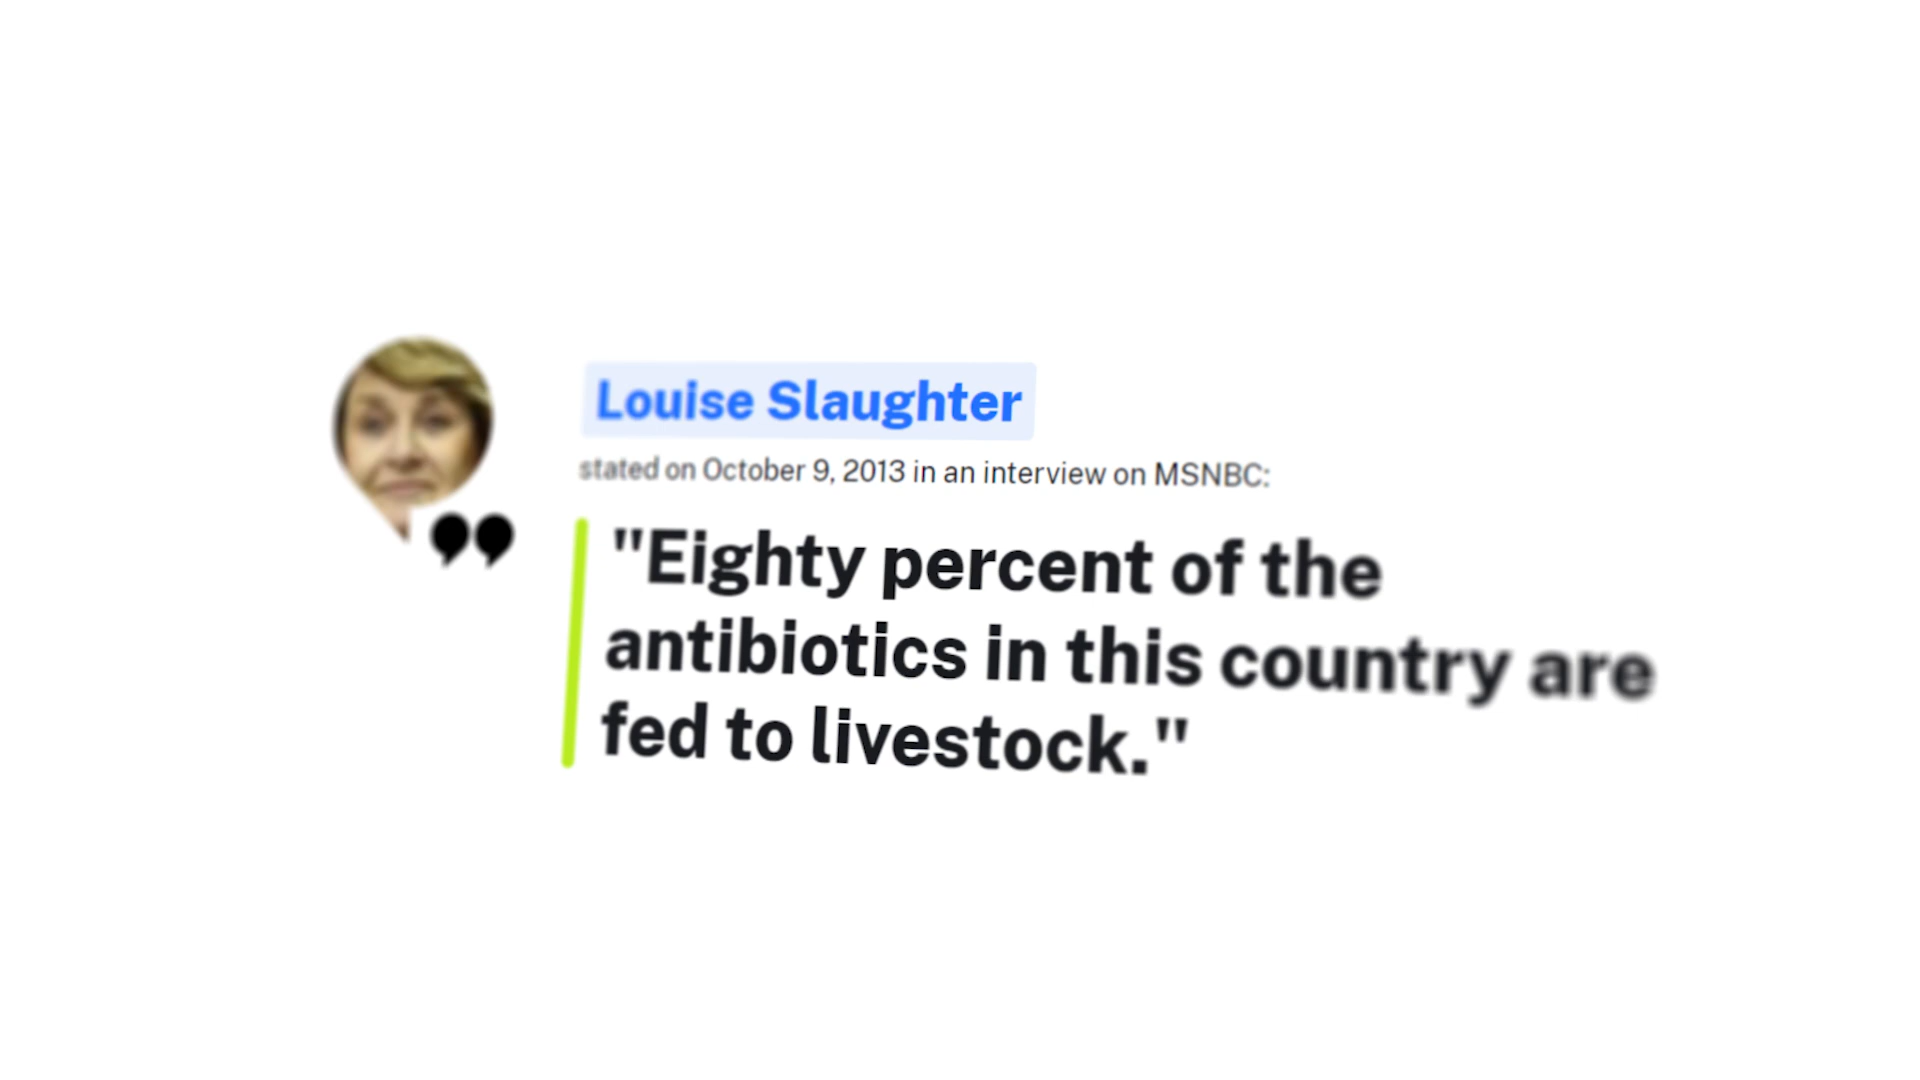 Louise Slaughter
stated on October 9, 2013 in an interview on MSNBC:
"Eighty percent of the
antibiotics in this country are
fed to livestock."